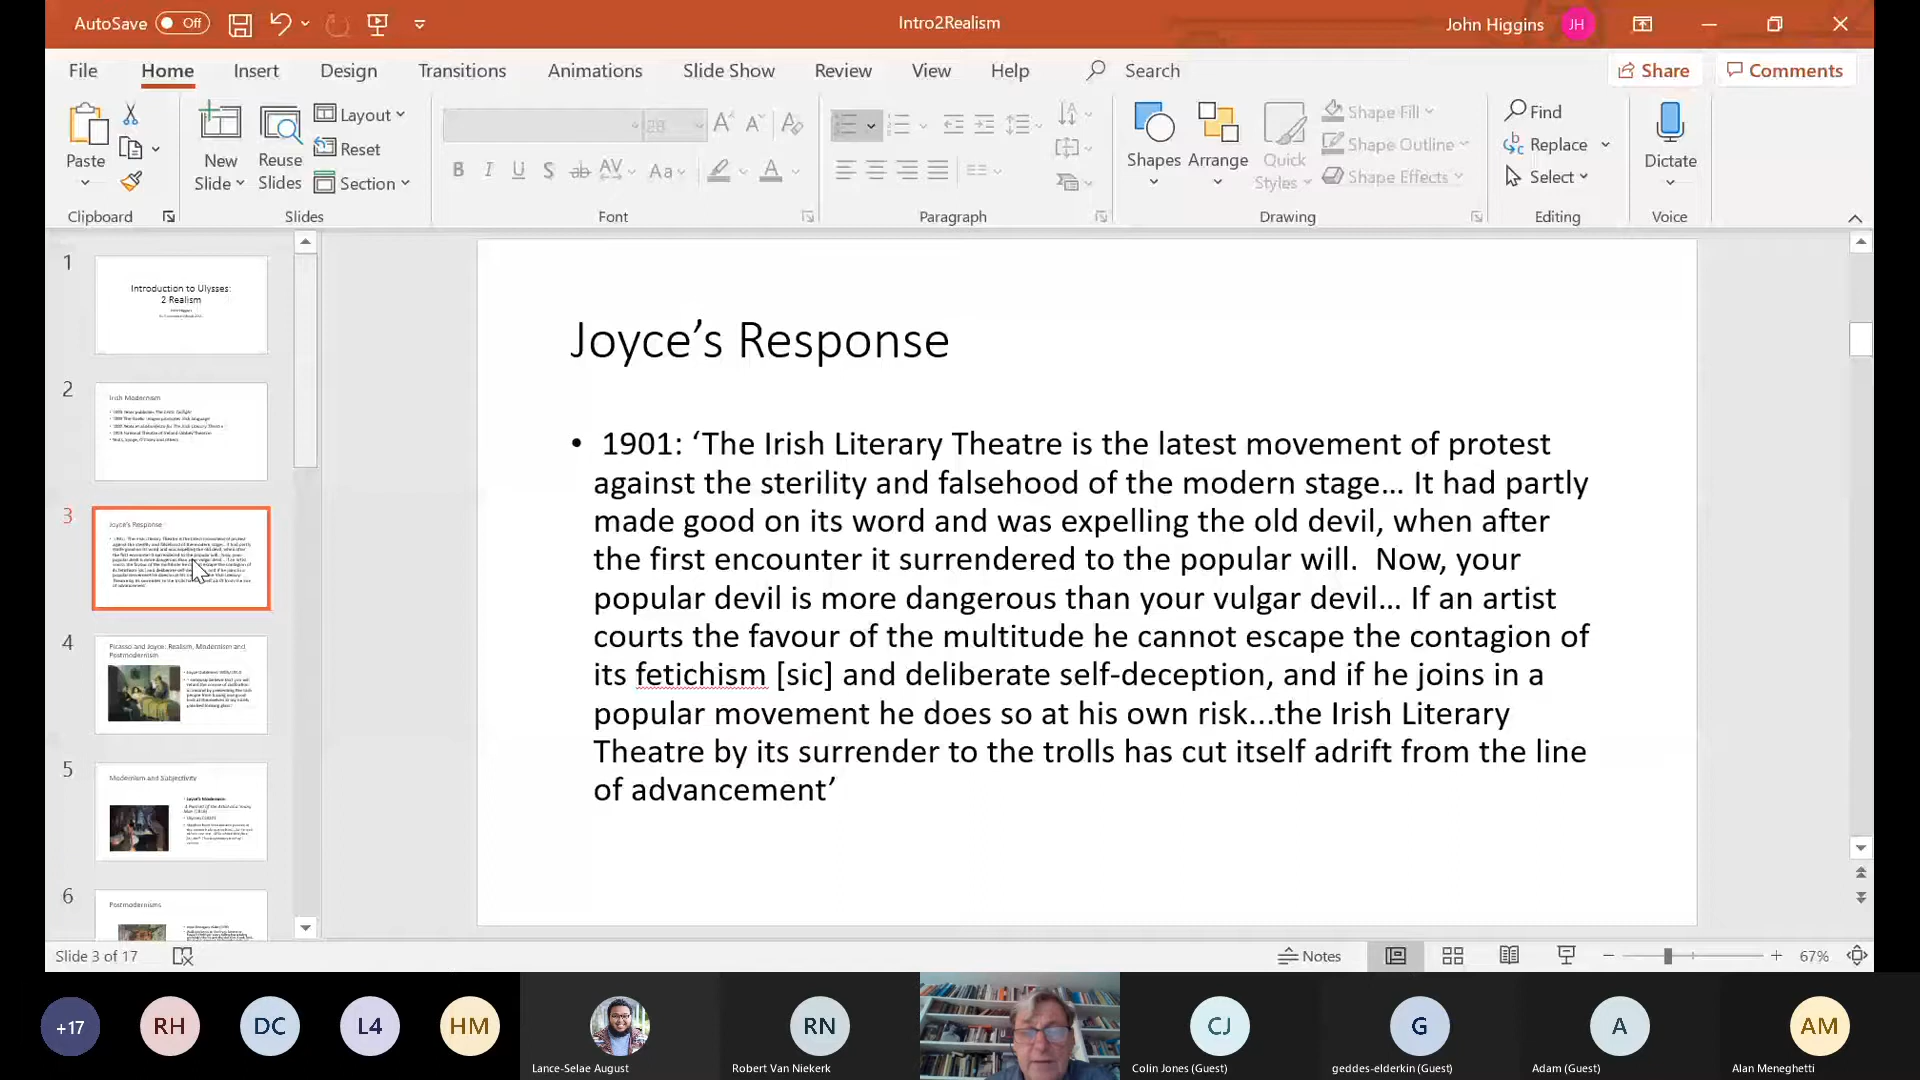 AutoSave Off Intro2Realism John Higgins JH
File Home Insert Design Transitions Animations Slide Show Review View Help Search Share Comments
Paste
New
Slide
Reuse
Slides
Layout
Reset
Section
28
B I U S ab AV Aa A
Shapes Arrange Quick
Styles
Shape Fill
Shape Outline
Shape Effects
Find
Replace
Select
Dictate
Clipboard Slides Font Paragraph Drawing Editing Voice
1
Introduction to Ulysses:
2 Realism
2
Irish Modernism
3
Joyce's Response
4
Picasso and Joyce: Realism, Modernism and
Postmodernism
5
Modernism and Subjectivity
6
Postmodernisms
Joyce’s Response
• 1901: ‘The Irish Literary Theatre is the latest movement of protest
against the sterility and falsehood of the modern stage… It had partly
made good on its word and was expelling the old devil, when after
the first encounter it surrendered to the popular will. Now, your
popular devil is more dangerous than your vulgar devil… If an artist
courts the favour of the multitude he cannot escape the contagion of
its fetichism [sic] and deliberate self-deception, and if he joins in a
popular movement he does so at his own risk...the Irish Literary
Theatre by its surrender to the trolls has cut itself adrift from the line
of advancement’
Slide 3 of 17 Notes 67%
+17 RH DC L4 HM RN CJ G A AM
Lance-Selae August Robert Van Niekerk Colin Jones (Guest) geddes-elderkin (Guest) Adam (Guest) Alan Meneghetti